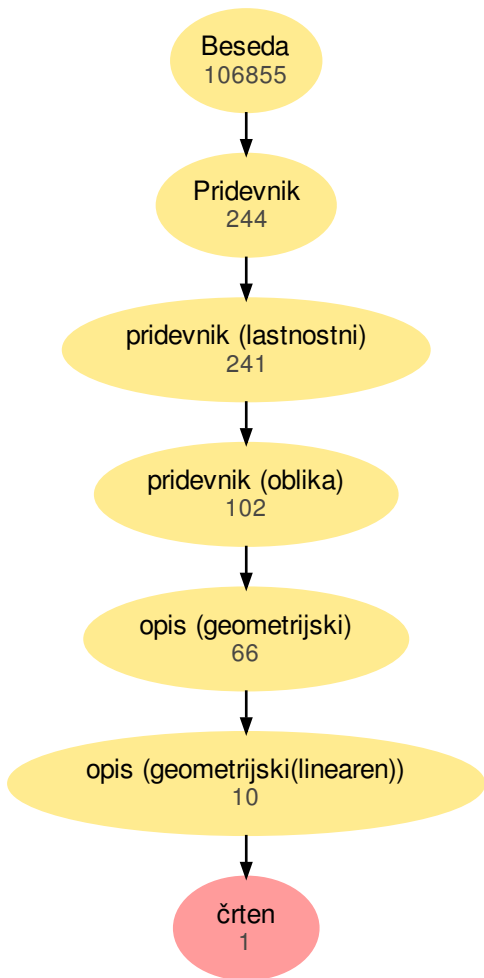 Beseda
106855
Pridevnik
244
pridevnik (lastnostni)
241
pridevnik (oblika)
102
opis (geometrijski)
66
opis (geometrijski(linearen))
10
črten
1